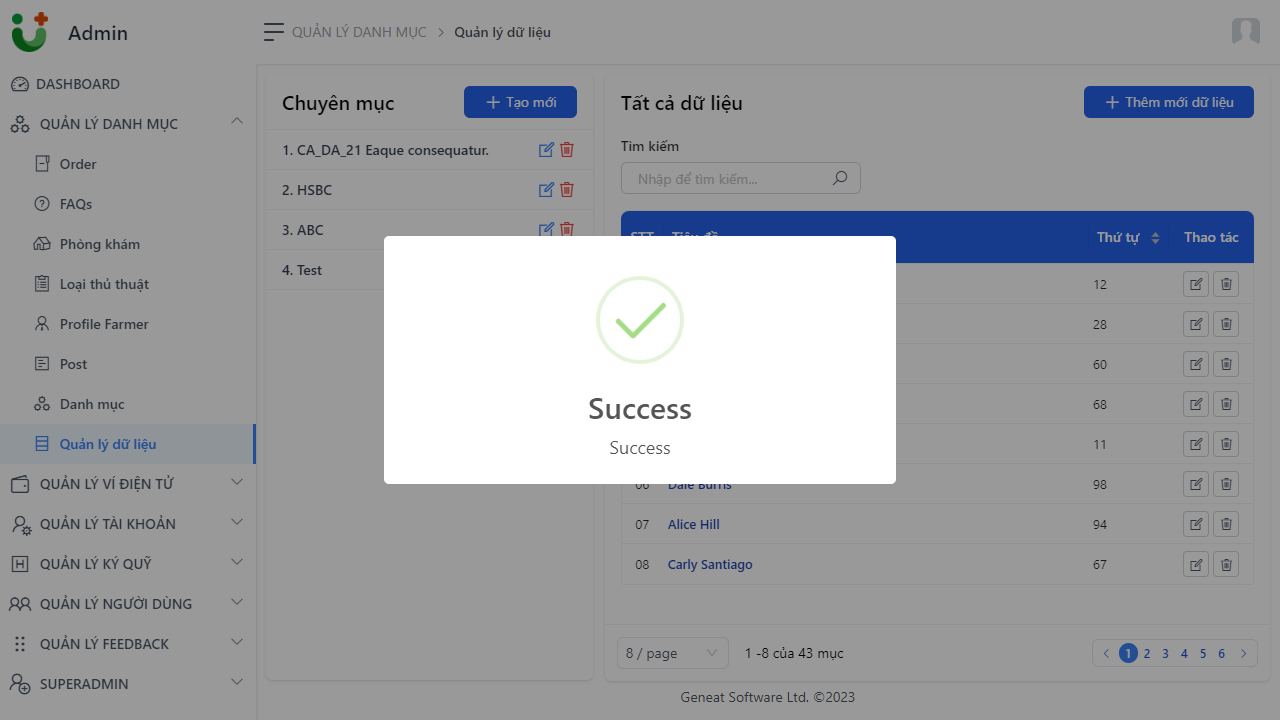 Admin
QUẢN LÝ DANH MỤC
Quản lý dữ liệu
DASHBOARD
QUẢN LÝ DANH MỤC
Order
FAQs
Phòng khám
Loại thủ thuật
Profile Farmer
Post
Danh mục
Quản lý dữ liệu
QUẢN LÝ VÍ ĐIỆN TỬ
QUẢN LÝ TÀI KHOẢN
QUẢN LÝ KÝ QUỸ
QUẢN LÝ NGƯỜI DÙNG
QUẢN LÝ FEEDBACK
SUPERADMIN
Chuyên mục
Tạo mới
1. CA_DA_21 Eaque consequatur.
2. HSBC
3. ABC
4. Test
Tất cả dữ liệu
Thêm mới dữ liệu
Tìm kiếm
Nhập để tìm kiếm...
STT Tiêu đề Thứ tự Thao tác
12
28
60
68
11
06 Dale Burns 98
07 Alice Hill 94
08 Carly Santiago 67
Success
Success
8 / page
1 -8 của 43 mục
1 2 3 4 5 6
Geneat Software Ltd. ©2023